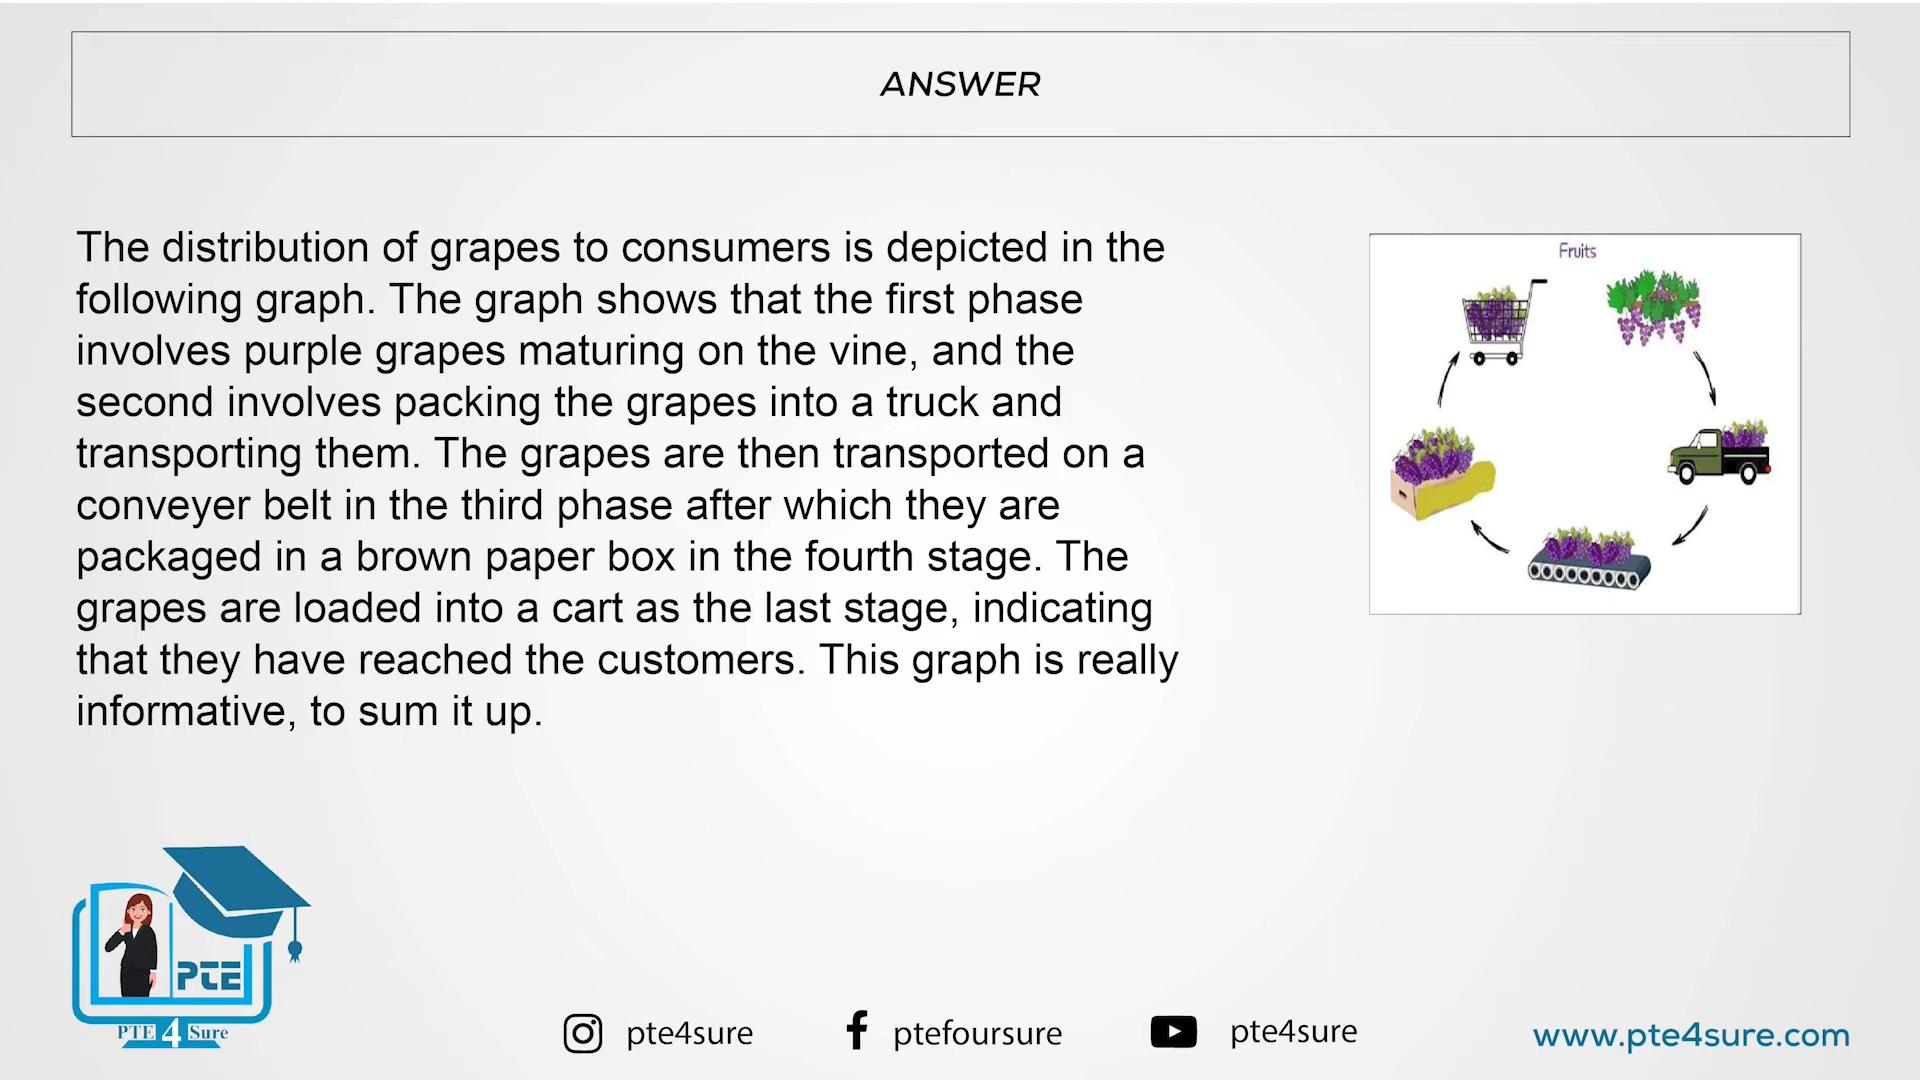 ANSWER
The distribution of grapes to consumers is depicted in the
following graph. The graph shows that the first phase
involves purple grapes maturing on the vine, and the
second involves packing the grapes into a truck and
transporting them. The grapes are then transported on a
conveyer belt in the third phase after which they are
packaged in a brown paper box in the fourth stage. The
grapes are loaded into a cart as the last stage, indicating
that they have reached the customers. This graph is really
informative, to sum it up.
Fruits
PTE
PTE 4 Sure
pte4sure
ptefoursure
pte4sure
www.pte4sure.com